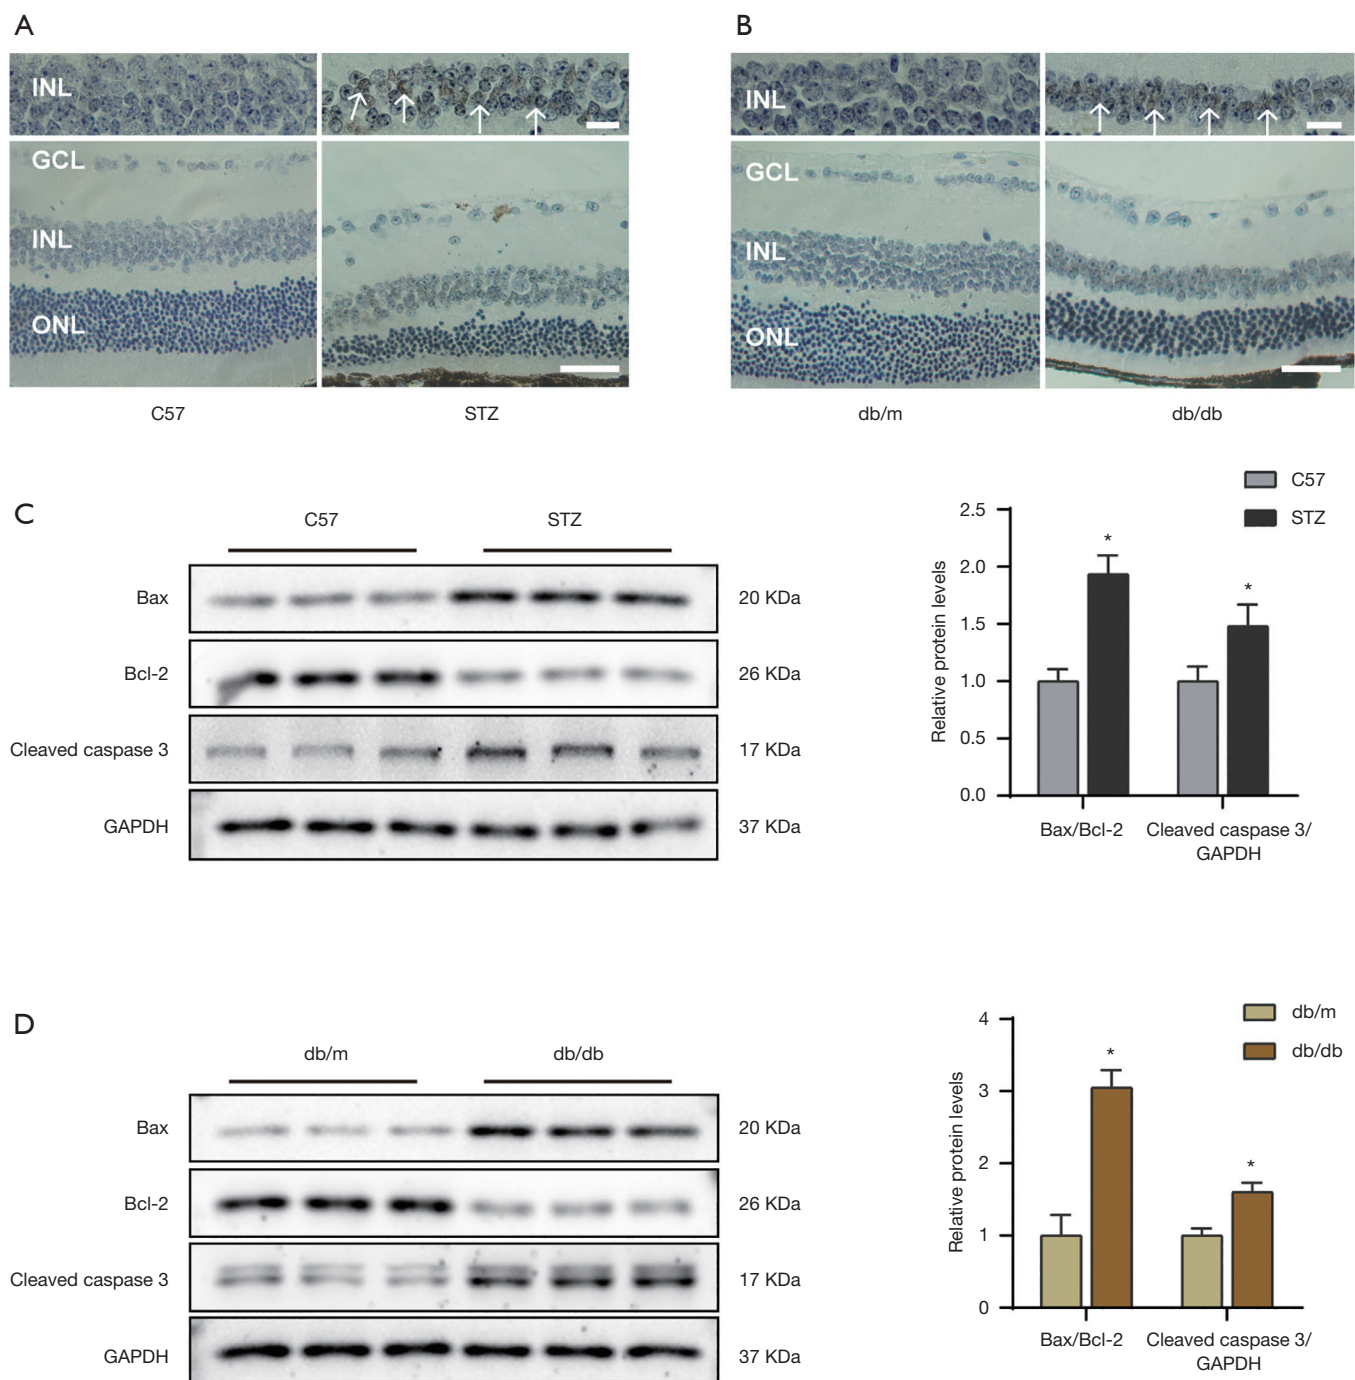 A
B
INL
INL
GCL
GCL
INL
INL
ONL
ONL
C57
STZ
db/m
db/db
C
C57
STZ
Bax
20 KDa
Bcl-2
26 KDa
Cleaved caspase 3
17 KDa
GAPDH
37 KDa
C57
STZ
Relative protein levels
2.5
2.0
1.5
1.0
0.5
0.0
*
*
Bax/Bcl-2
Cleaved caspase 3/
GAPDH
D
db/m
db/db
Bax
20 KDa
Bcl-2
26 KDa
Cleaved caspase 3
17 KDa
GAPDH
37 KDa
db/m
db/db
Relative protein levels
4
3
2
1
0
*
*
Bax/Bcl-2
Cleaved caspase 3/
GAPDH